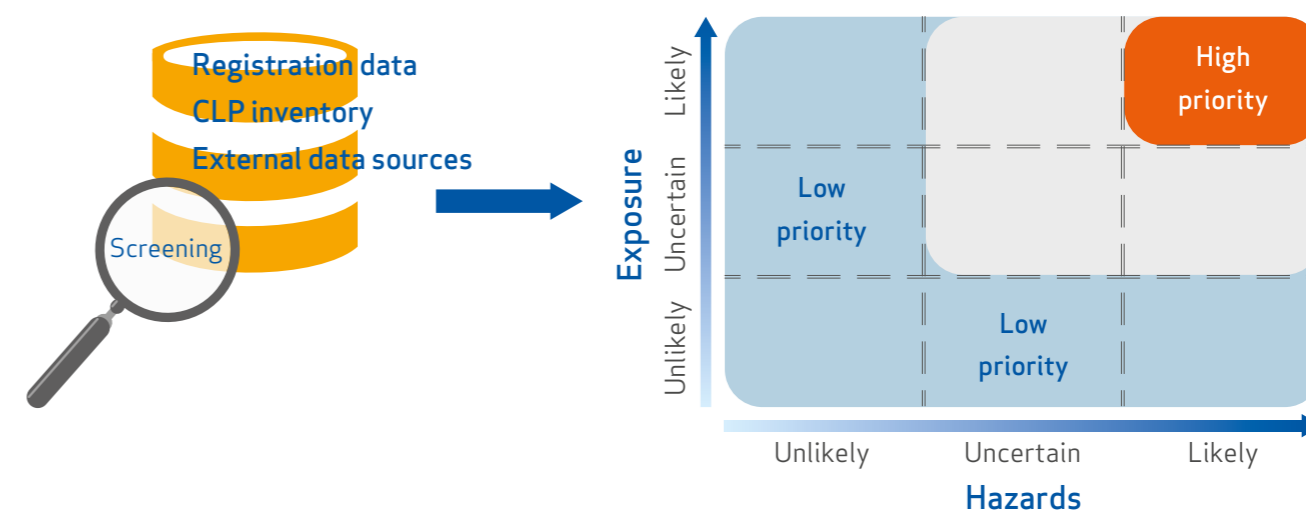 Registration data
CLP inventory
External data sources
Screening
Exposure
Likely
Uncertain
Unlikely
High
priority
Low
priority
Low
priority
Unlikely
Uncertain
Likely
Hazards